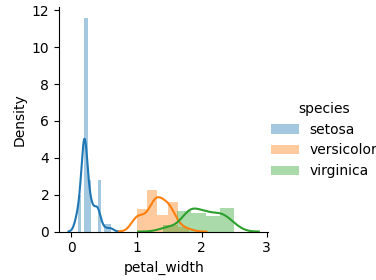 12
10
8
6
4
2
0
Density
0
1
2
3
petal_width
species
setosa
versicolor
virginica